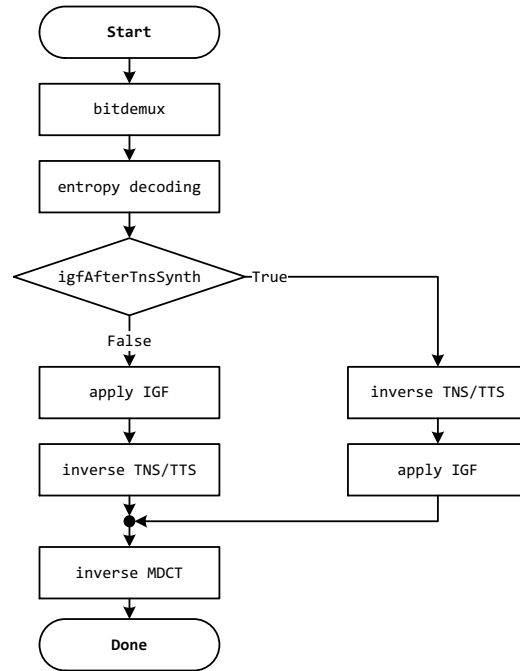 Start
bitdemux
entropy decoding
igfAfterTnsSynth
True
False
apply IGF
inverse TNS/TTS
inverse TNS/TTS
apply IGF
inverse MDCT
Done